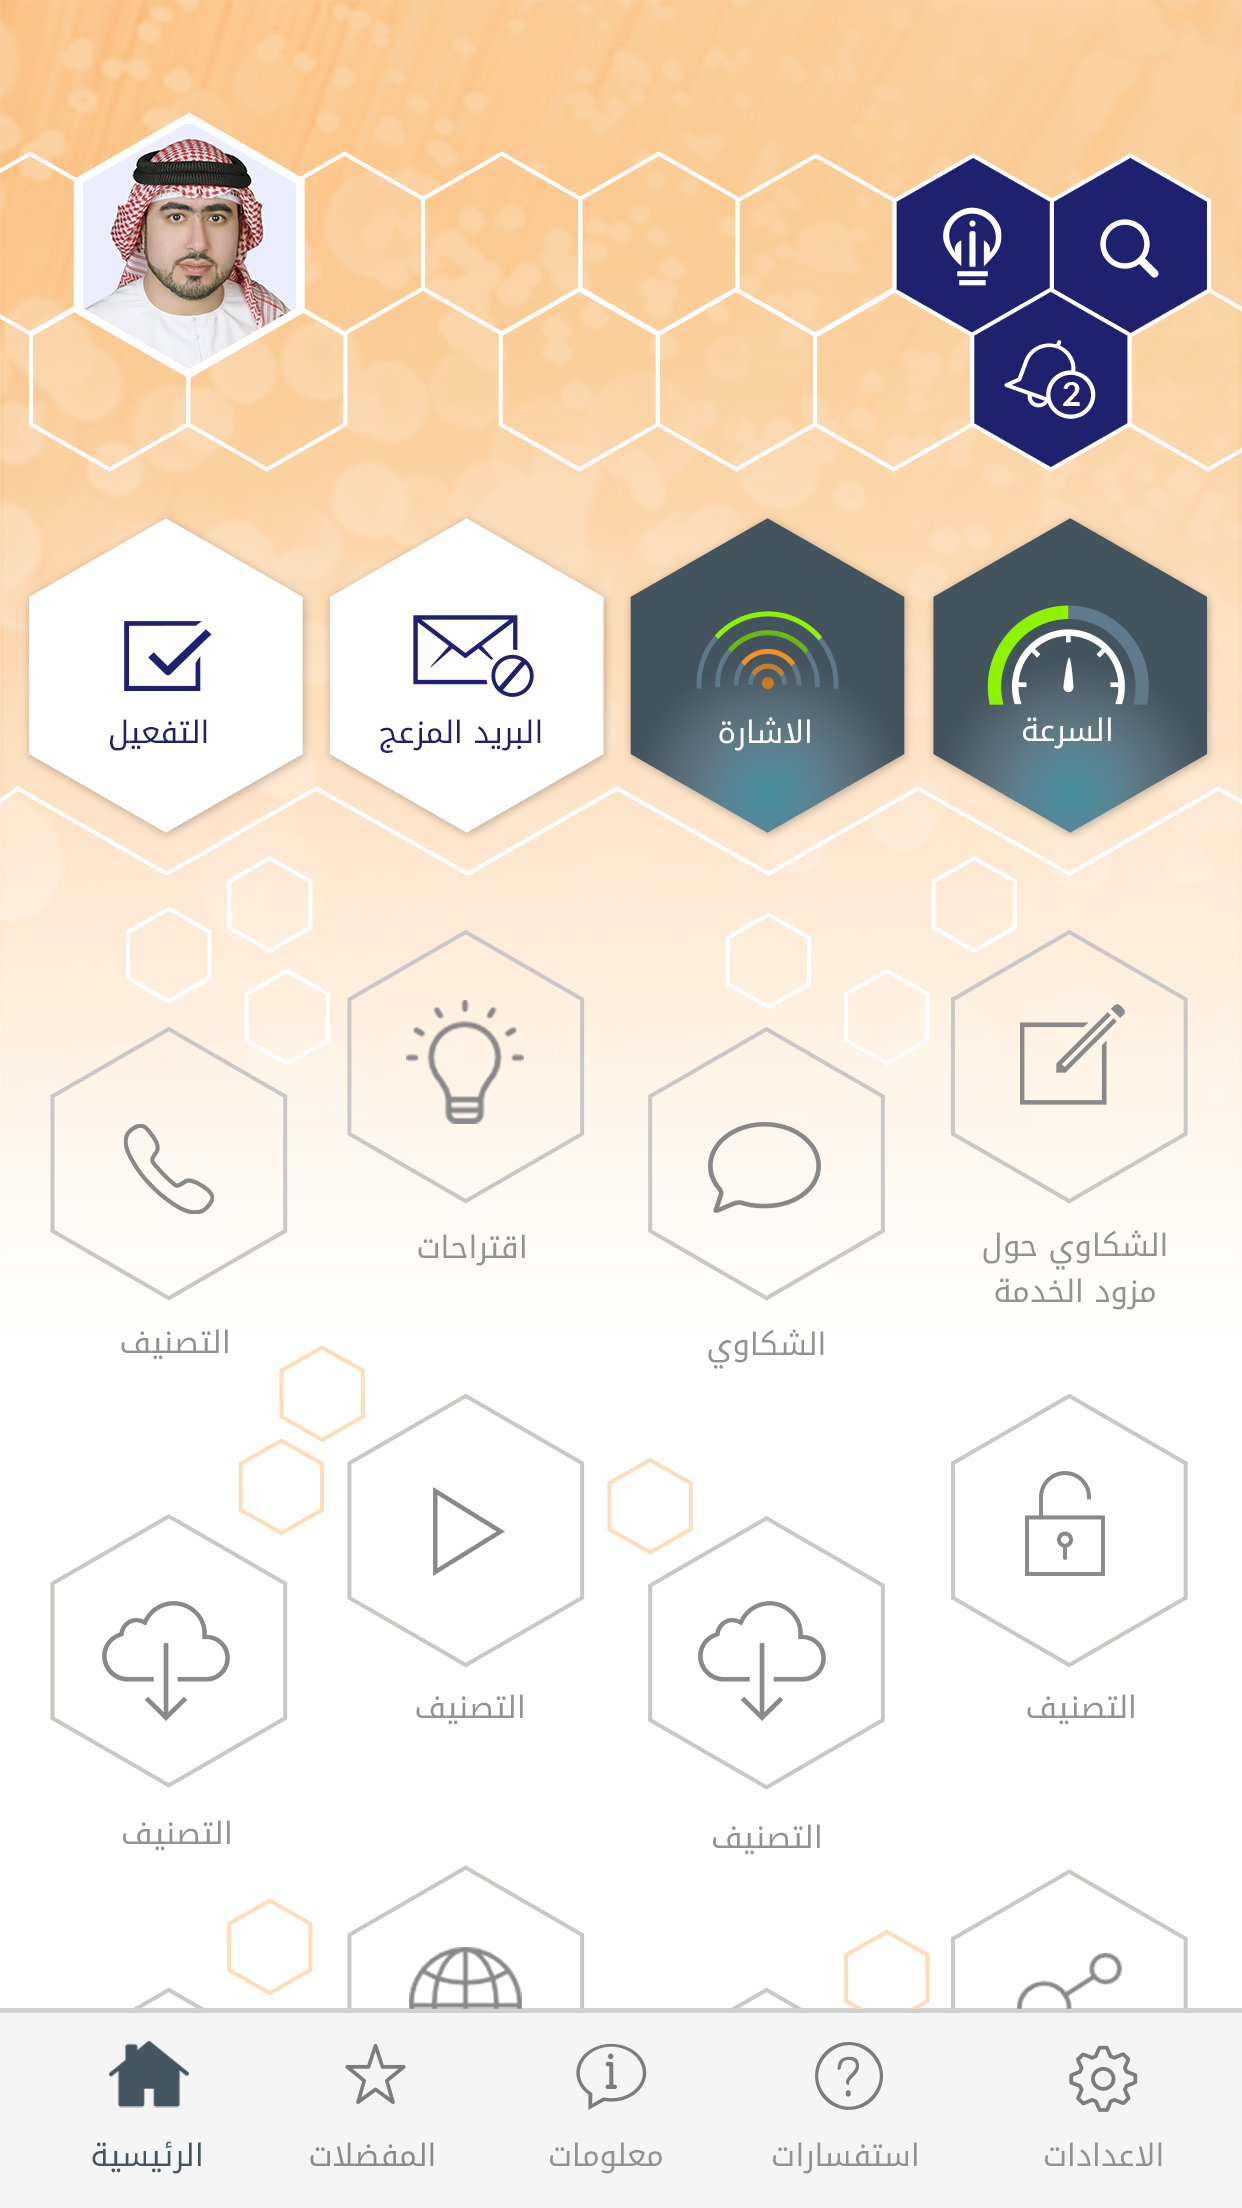 2
السرعة
الاشارة
البريد المزعج
التفعيل
الشكاوي حول
مزود الخدمة
الشكاوي
اقتراحات
التصنيف
التصنيف
التصنيف
التصنيف
التصنيف
الاعدادات
استفسارات
معلومات
المفضلات
الرئيسية